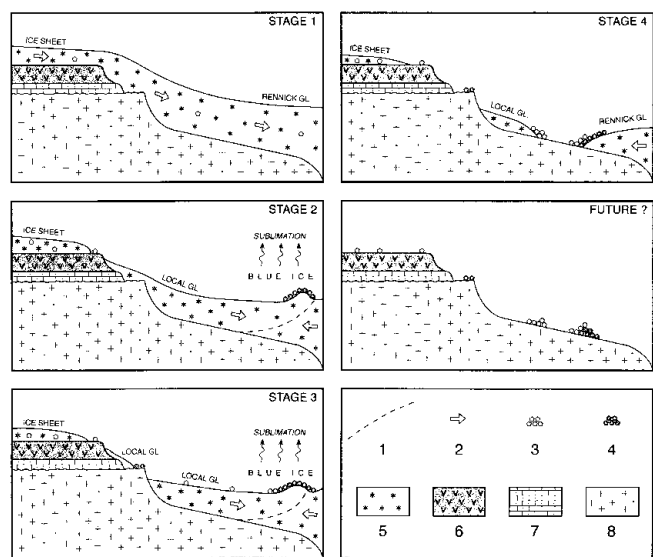 STAGE 1
ICE SHEET
RENNICK GL
STAGE 4
ICE SHEET
LOCAL GL.
RENNICK GL
STAGE 2
ICE SHEET
SUBLIMATION
LOCAL GL
BLUE ICE
FUTURE ?
STAGE 3
ICE SHEET
LOCAL GL
SUBLIMATION
LOCAL GL
BLUE ICE
1 2 3 4
5 6 7 8